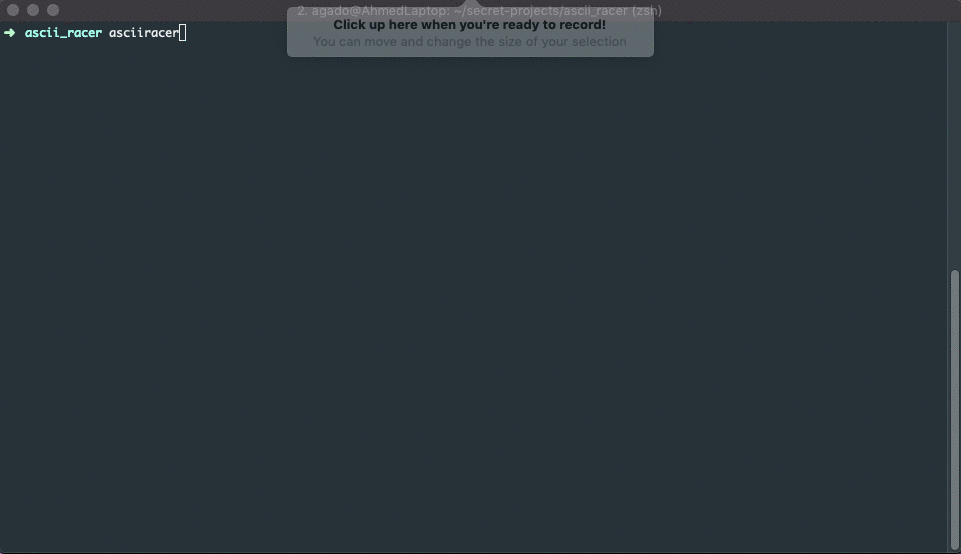 2. agado@AhmedLaptop: ~/secret-projects/ascii_racer (zsh)
Click up here when you're ready to record!
You can move and change the size of your selection
➜ ascii_racer asciiracer